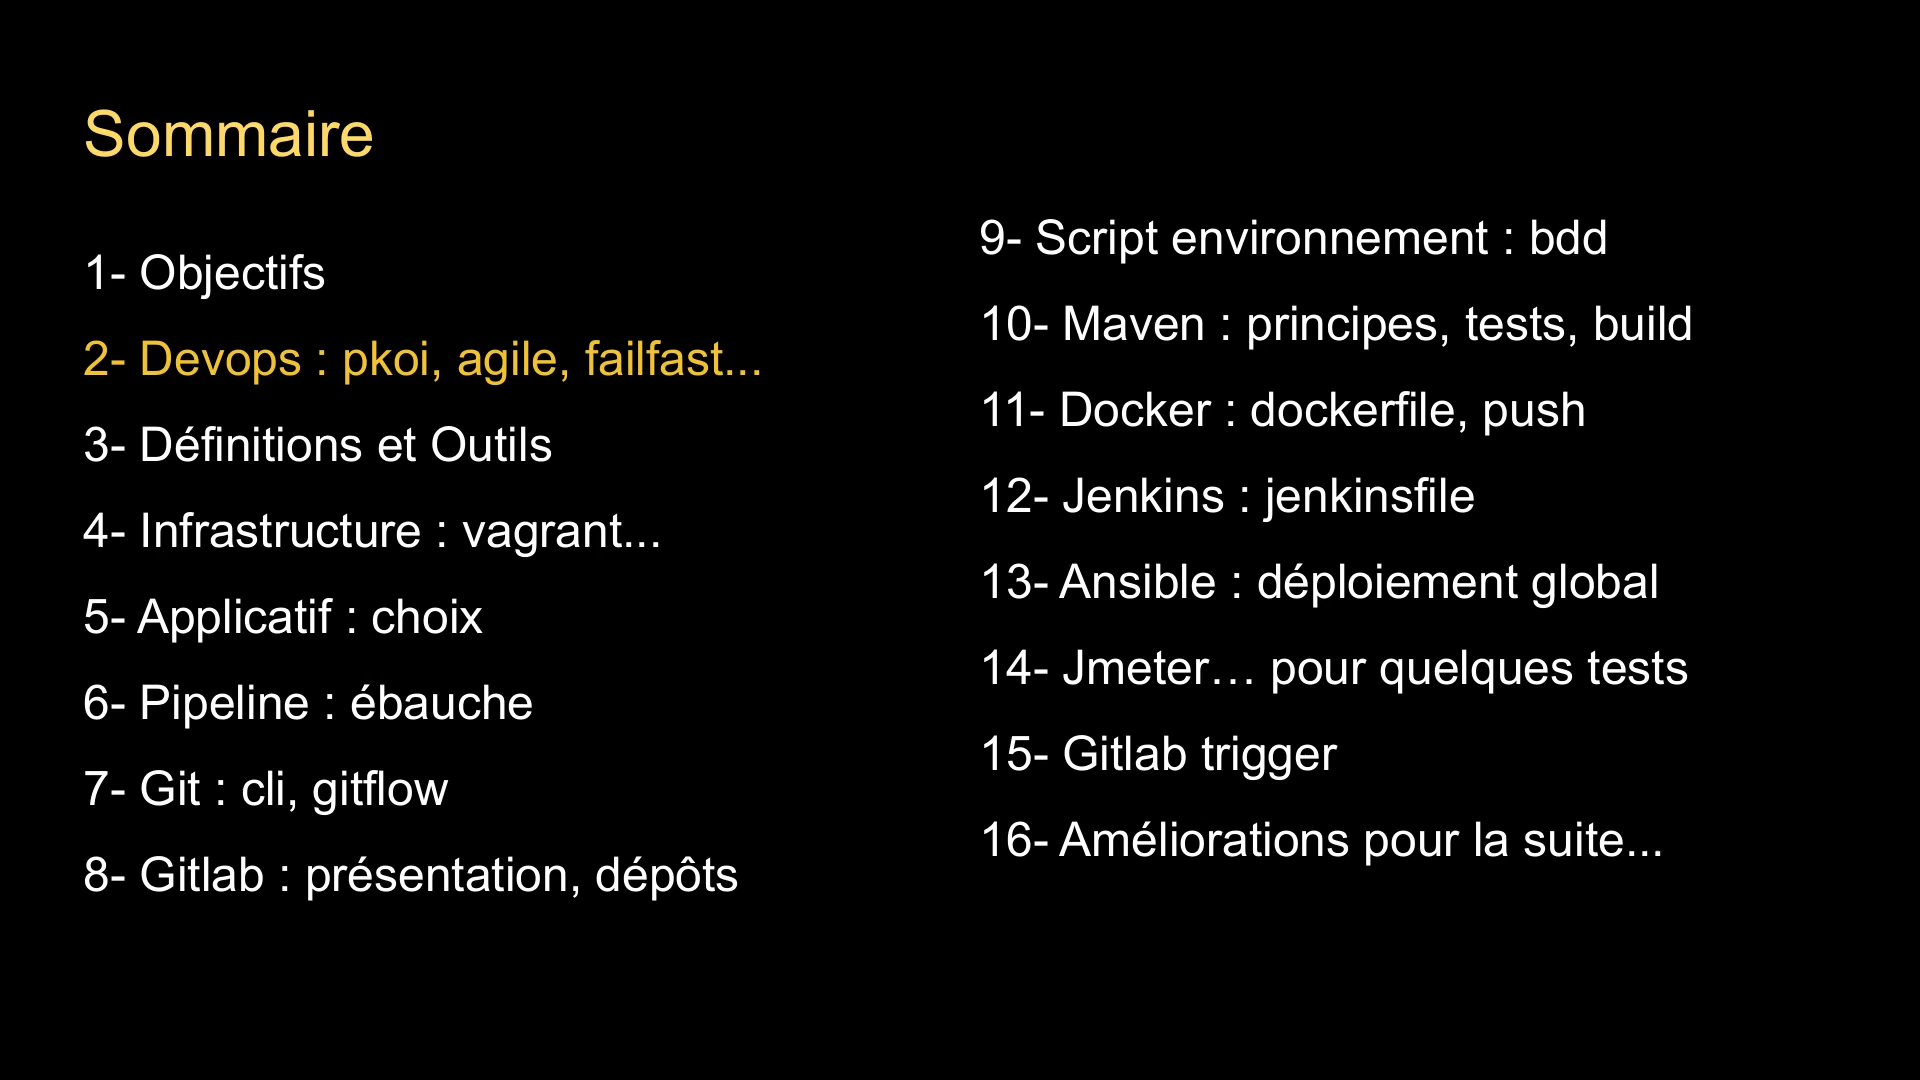 Sommaire
1- Objectifs
2- Devops : pkoi, agile, failfast...
3- Définitions et Outils
4- Infrastructure : vagrant...
5- Applicatif : choix
6- Pipeline : ébauche
7- Git : cli, gitflow
8- Gitlab : présentation, dépôts
9- Script environnement : bdd
10- Maven : principes, tests, build
11- Docker : dockerfile, push
12- Jenkins : jenkinsfile
13- Ansible : déploiement global
14- Jmeter… pour quelques tests
15- Gitlab trigger
16- Améliorations pour la suite...